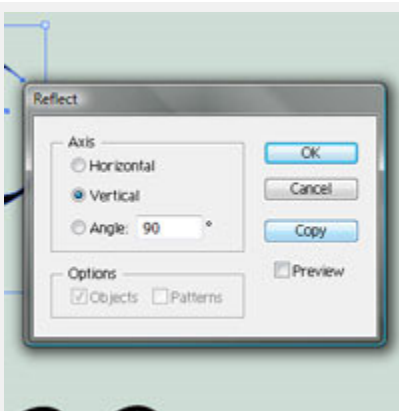 Reflect
Axis
Horizontal
Vertical
Angle: 90 °
OK
Cancel
Copy
Preview
Options
Objects Patterns